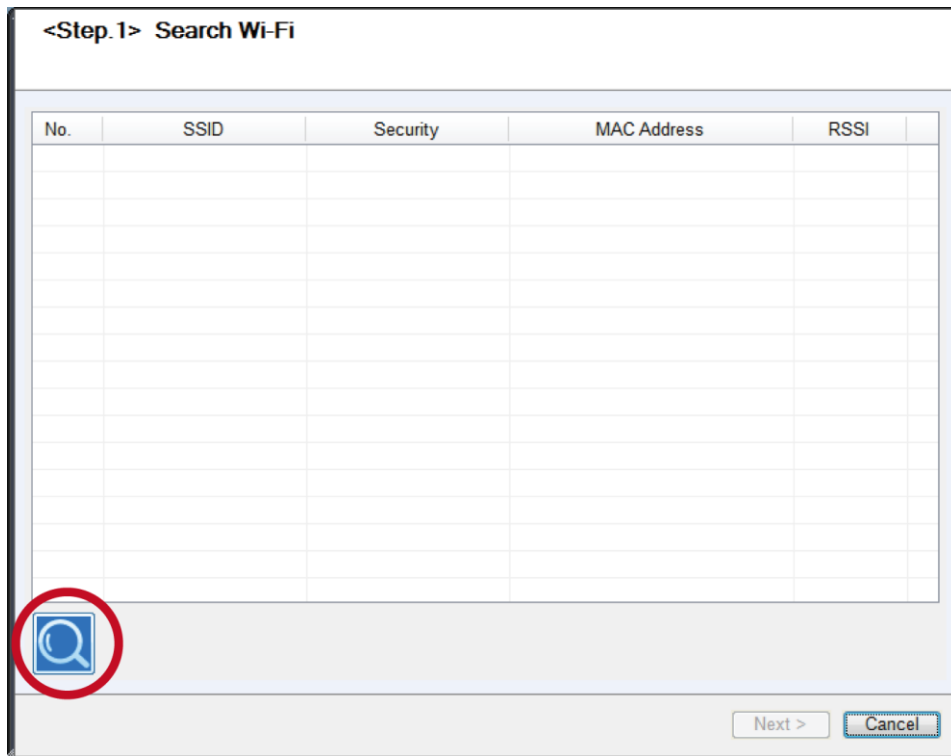 <Step.1> Search Wi-Fi
No. SSID Security MAC Address RSSI
Next > Cancel